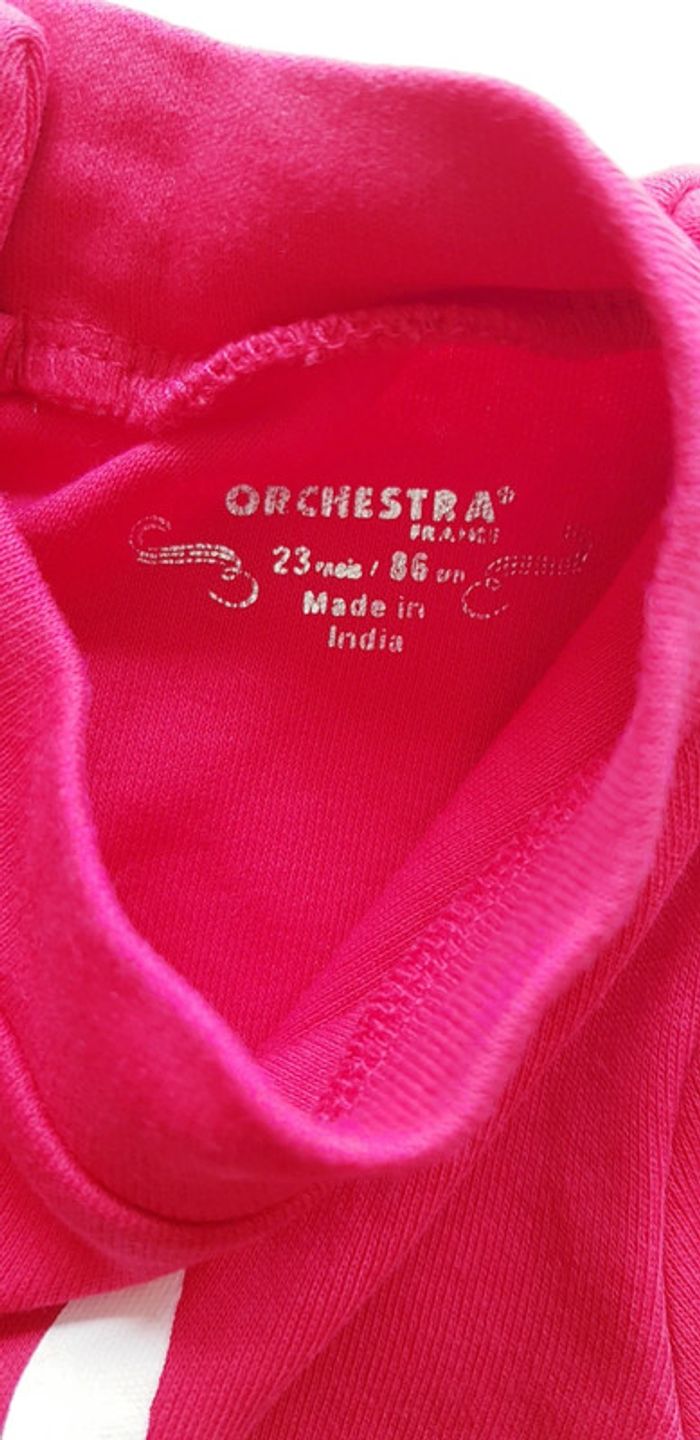 ORCHESTRA®
FRANCE
23 mois / 86 cm
Made in
India